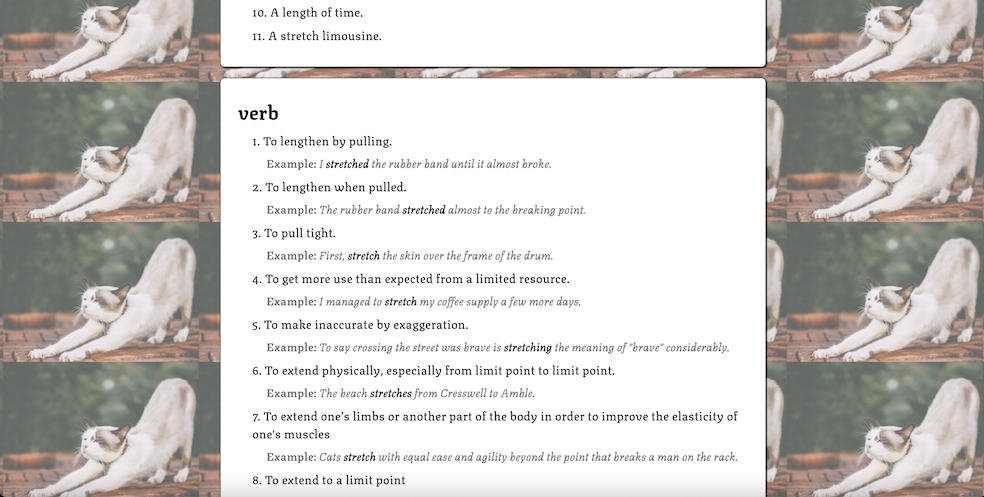 10. A length of time.
11. A stretch limousine.
verb
1. To lengthen by pulling.
Example: I stretched the rubber band until it almost broke.
2. To lengthen when pulled.
Example: The rubber band stretched almost to the breaking point.
3. To pull tight.
Example: First, stretch the skin over the frame of the drum.
4. To get more use than expected from a limited resource.
Example: I managed to stretch my coffee supply a few more days.
5. To make inaccurate by exaggeration.
Example: To say crossing the street was brave is stretching the meaning of "brave" considerably.
6. To extend physically, especially from limit point to limit point.
Example: The beach stretches from Cresswell to Amble.
7. To extend one's limbs or another part of the body in order to improve the elasticity of
one's muscles
Example: Cats stretch with equal ease and agility beyond the point that breaks a man on the rack.
8. To extend to a limit point